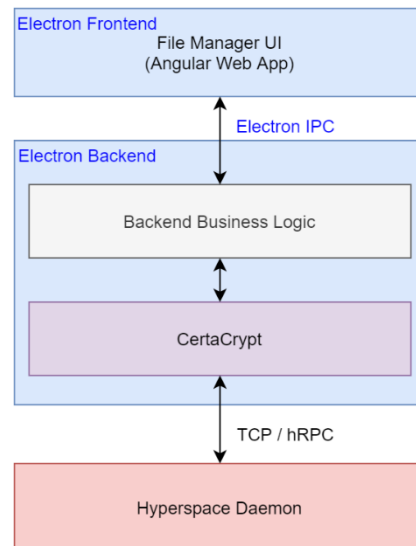 Electron Frontend
File Manager UI
(Angular Web App)
Electron IPC
Electron Backend
Backend Business Logic
CertaCrypt
TCP / hRPC
Hyperspace Daemon